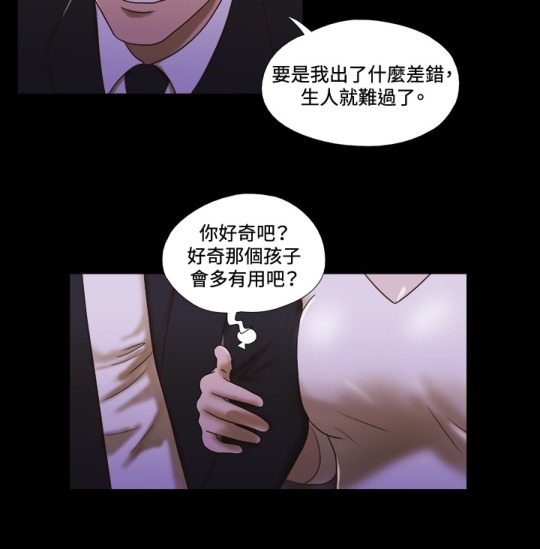 要是我出了什麼差錯，
生人就難過了。
你好奇吧？
好奇那個孩子
會多有用吧？